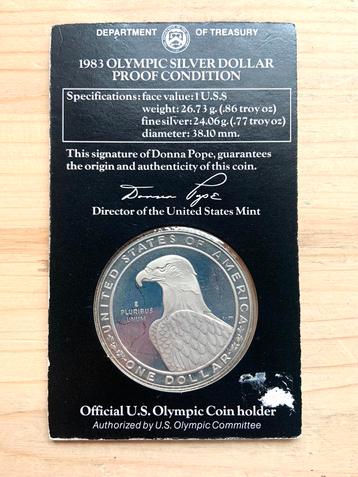 DEPARTMENT OF TREASURY
1983 OLYMPIC SILVER DOLLAR
PROOF CONDITION
Specifications: face value: 1 U.S.$
weight: 26.73 g. (.86 troy oz)
fine silver: 24.06 g. (.77 troy oz)
diameter: 38.10 mm.
This signature of Donna Pope, guarantees
the origin and authenticity of this coin.
Donna Pope
Director of the United States Mint
UNITED STATES OF AMERICA
E
PLURIBUS
UNUM
ONE DOLLAR
Official U.S. Olympic Coin holder
Authorized by U.S. Olympic Committee